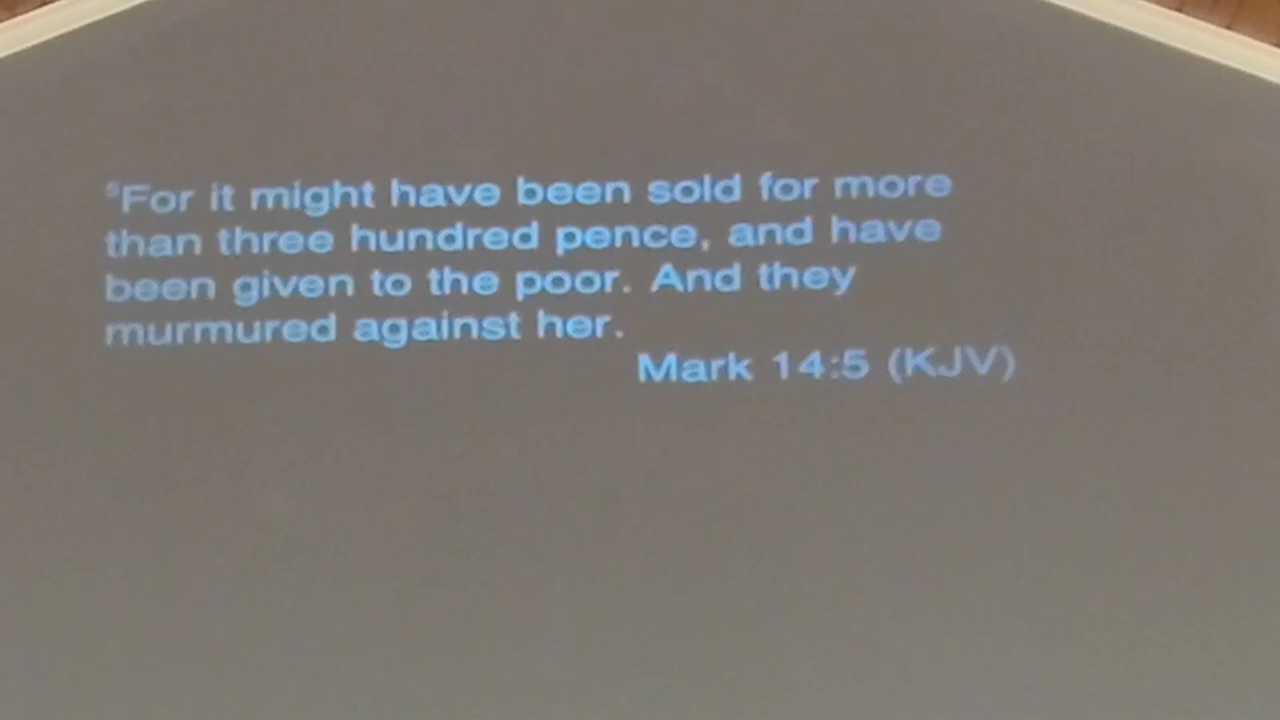 ⁵For it might have been sold for more
than three hundred pence, and have
been given to the poor. And they
murmured against her.
Mark 14:5 (KJV)